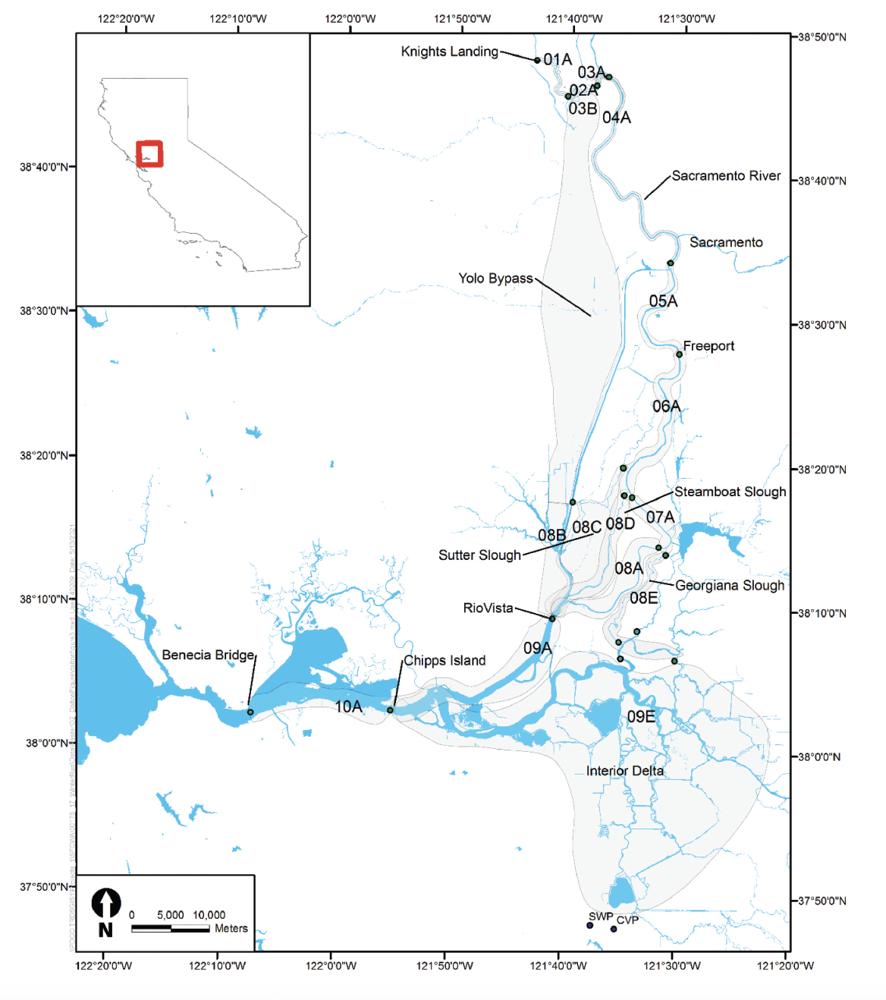 122°20'0"W 122°10'0"W 122°0'0"W 121°50'0"W 121°40'0"W 121°30'0"W
38°50'0"N
Knights Landing
01A
03A
02A
03B
04A
38°40'0"N
Sacramento River
38°40'0"N
Sacramento
Yolo Bypass
05A
38°30'0"N
38°30'0"N
Freeport
06A
38°20'0"N
38°20'0"N
Steamboat Slough
07A
08B
08C
08D
Sutter Slough
08A
Georgiana Slough
08E
38°10'0"N
RioVista
38°10'0"N
09A
Benecia Bridge
Chipps Island
10A
09E
38°0'0"N
38°0'0"N
Interior Delta
37°50'0"N
37°50'0"N
SWP
CVP
N
0 5,000 10,000
Meters
122°20'0"W 122°10'0"W 122°0'0"W 121°50'0"W 121°40'0"W 121°30'0"W 121°20'0"W